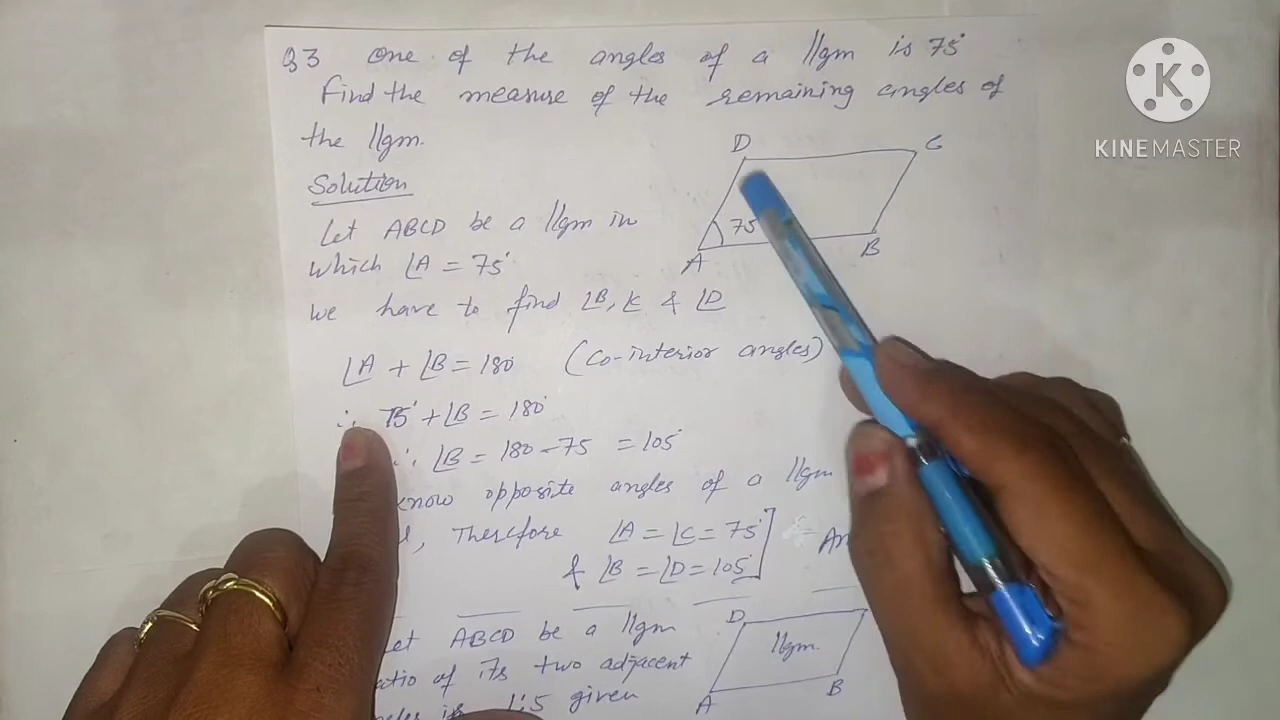 Q3 One of the angles of a llgm is 75°
Find the measure of the remaining angles of
the llgm.
Solution
Let ABCD be a llgm in
which ∠A = 75°
We have to find ∠B, ∠C & ∠D
∠A + ∠B = 180 (Co-interior angles)
∴ 75° + ∠B = 180°
∴ ∠B = 180 - 75 = 105°
know opposite angles of a llgm
Therefore ∠A = ∠C = 75°
& ∠B = ∠D = 105°
ABCD be a llgm
of its two adjacent
is 1:5 given
D C
75°
A B
D
llgm.
A B
KINEMASTER